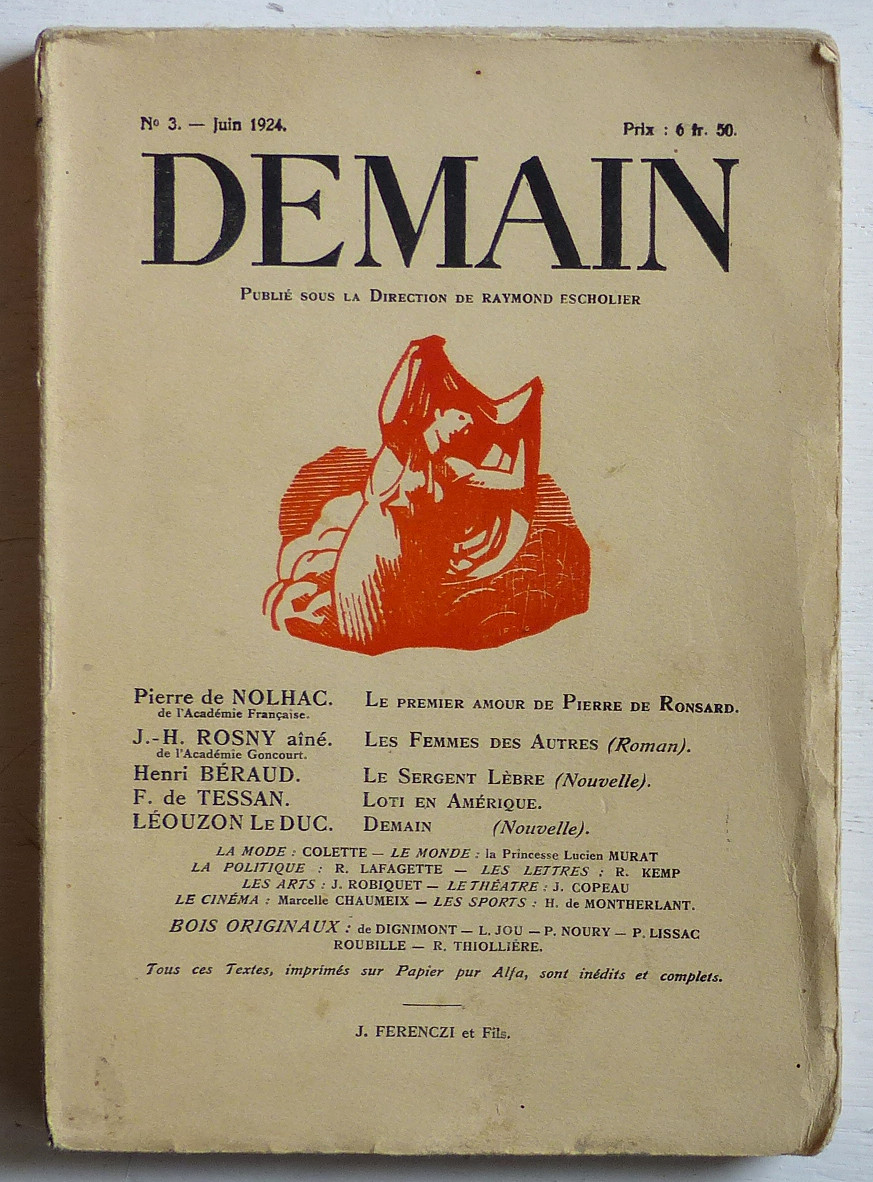 No 3. — Juin 1924. Prix : 6 fr. 50.
DEMAIN
Publié sous la Direction de RAYMOND ESCHOLIER
Pierre de NOLHAC. Le premier amour de Pierre de Ronsard.
de l'Académie Française.
J.-H. ROSNY aîné. Les Femmes des Autres (Roman).
de l'Académie Goncourt.
Henri BÉRAUD. Le Sergent Lèbre (Nouvelle).
F. de TESSAN. Loti en Amérique.
LÉOUZON Le DUC. Demain (Nouvelle).
LA MODE : COLETTE — LE MONDE : la Princesse Lucien MURAT
LA POLITIQUE : R. LAFAGETTE — LES LETTRES : R. KEMP
LES ARTS : J. ROBIQUET — LE THÉATRE : J. COPEAU
LE CINÉMA : Marcelle CHAUMEIX — LES SPORTS : H. de MONTHERLANT.
BOIS ORIGINAUX : de DIGNIMONT — L. JOU — P. NOURY — P. LISSAC
ROUBILLE — R. THIOLLIÉRE.
Tous ces Textes, imprimés sur Papier pur Alfa, sont inédits et complets.
J. FERENCZI et Fils.